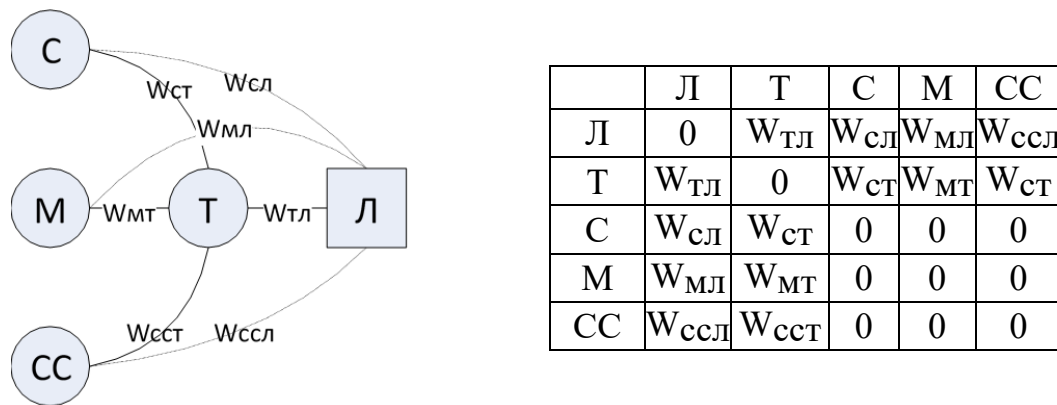 С
Wсл
Wст
Wмл
М
Wмт
Т
Wтл
Л
Wсст
Wссл
СС
Л Т С М СС
Л 0 Wтл Wсл Wмл Wссл
Т Wтл 0 Wст Wмт Wст
С Wсл Wст 0 0 0
М Wмл Wмт 0 0 0
СС Wссл Wсст 0 0 0